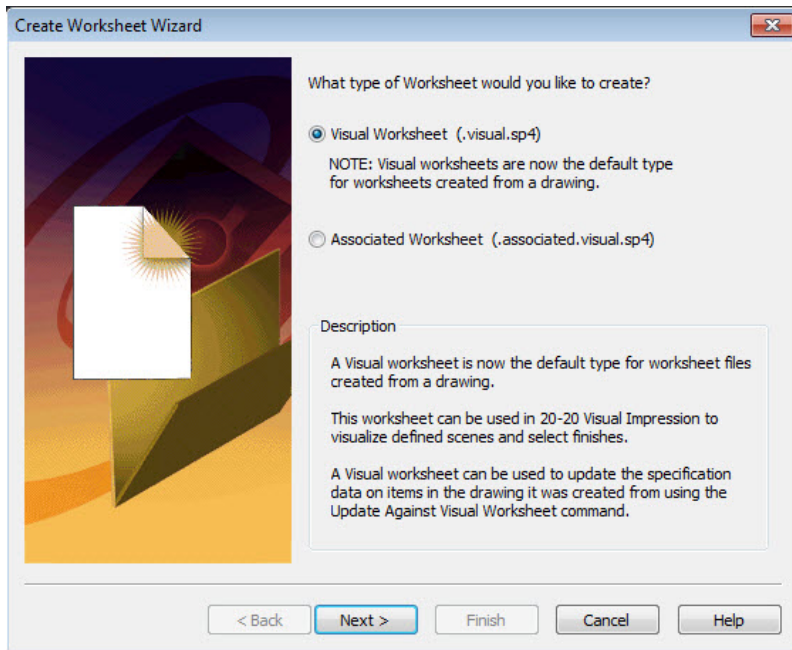 Create Worksheet Wizard
What type of Worksheet would you like to create?
Visual Worksheet (.visual.sp4)
NOTE: Visual worksheets are now the default type
for worksheets created from a drawing.
Associated Worksheet (.associated.visual.sp4)
Description
A Visual worksheet is now the default type for worksheet files
created from a drawing.
This worksheet can be used in 20-20 Visual Impression to
visualize defined scenes and select finishes.
A Visual worksheet can be used to update the specification
data on items in the drawing it was created from using the
Update Against Visual Worksheet command.
< Back Next > Finish Cancel Help